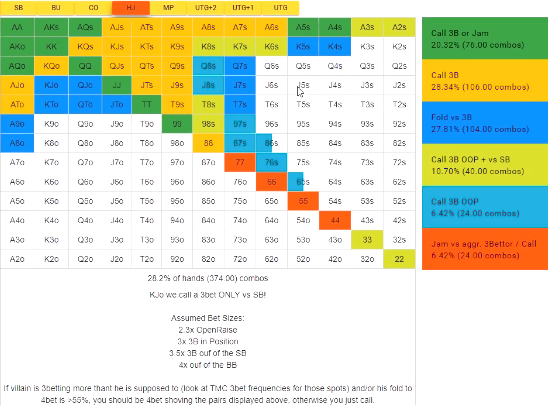 SB BU CO HJ MP UTG+2 UTG+1 UTG
AA AKs AQs AJs ATs A9s A8s A7s A6s A5s A4s A3s A2s
AKo KK KQs KJs KTs K9s K8s K7s K6s K5s K4s K3s K2s
AQo KQo QQ QJs QTs Q9s Q8s Q7s Q6s Q5s Q4s Q3s Q2s
AJo KJo QJo JJ JTs J9s J8s J7s J6s J5s J4s J3s J2s
ATo KTo QTo JTo TT T9s T8s T7s T6s T5s T4s T3s T2s
A9o K9o Q9o J9o T9o 99 98s 97s 96s 95s 94s 93s 92s
A8o K8o Q8o J8o T8o 98o 88 87s 86s 85s 84s 83s 82s
A7o K7o Q7o J7o T7o 97o 87o 77 76s 75s 74s 73s 72s
A6o K6o Q6o J6o T6o 96o 86o 76o 66 65s 64s 63s 62s
A5o K5o Q5o J5o T5o 95o 85o 75o 65o 55 54s 53s 52s
A4o K4o Q4o J4o T4o 94o 84o 74o 64o 54o 44 43s 42s
A3o K3o Q3o J3o T3o 93o 83o 73o 63o 53o 43o 33 32s
A2o K2o Q2o J2o T2o 92o 82o 72o 62o 52o 42o 32o 22
Call 3B or Jam
20.32% (76.00 combos)
Call 3B
28.34% (106.00 combos)
Fold vs 3B
27.81% (104.00 combos)
Call 3B OOP + vs SB
10.70% (40.00 combos)
Call 3B OOP
6.42% (24.00 combos)
Jam vs aggr. 3Bettor / Call
6.42% (24.00 combos)
28.2% of hands (374.00) combos
KJo we call a 3bet ONLY vs SB!
Assumed Bet Sizes:
2.3x OpenRaise
3x 3B in Position
3.5x 3B out of the SB
4x out of the BB
If villain is 3betting more thant he is supposed to (look at TMC-3bet frequencies for those spots) and/or his fold to
4bet is >55%, you should be 4bet shoving the pairs displayed above, otherwise you just call.